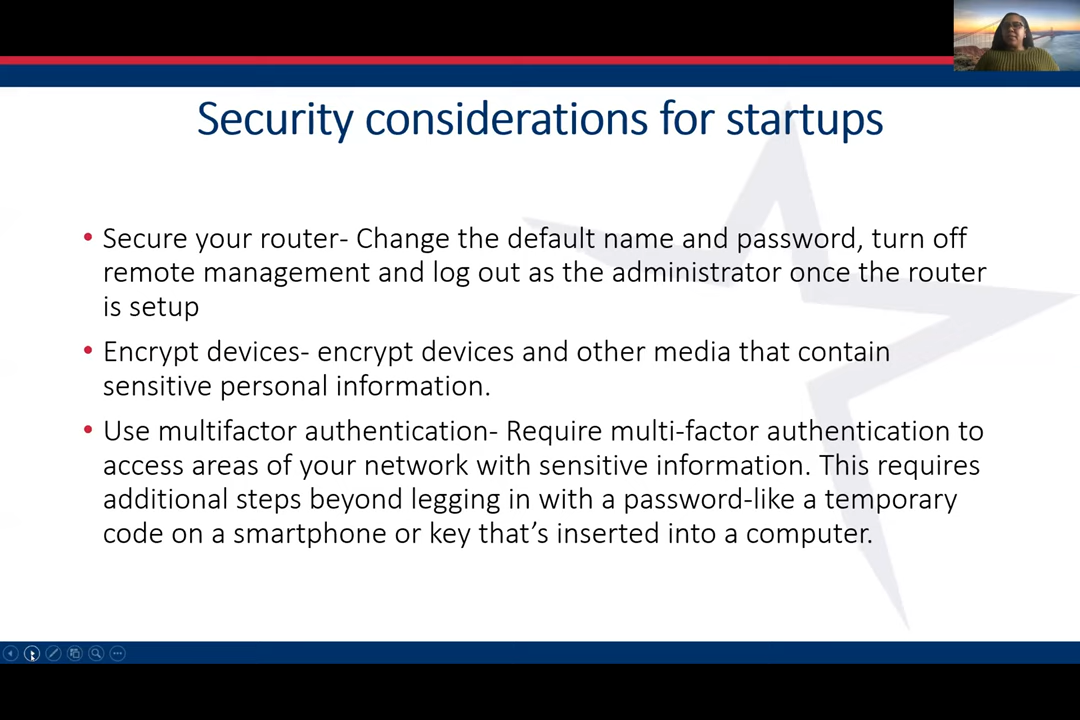 Security considerations for startups
• Secure your router- Change the default name and password, turn off
remote management and log out as the administrator once the router
is setup
• Encrypt devices- encrypt devices and other media that contain
sensitive personal information.
• Use multifactor authentication- Require multi-factor authentication to
access areas of your network with sensitive information. This requires
additional steps beyond legging in with a password-like a temporary
code on a smartphone or key that’s inserted into a computer.